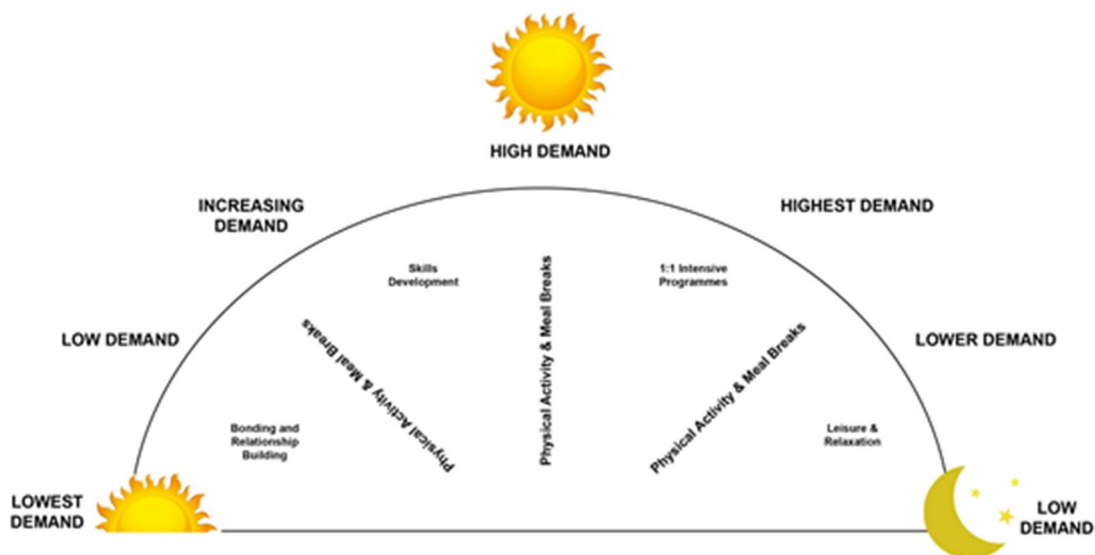 HIGH DEMAND
INCREASING
DEMAND
HIGHEST DEMAND
Skills
Development
1:1 Intensive
Programmes
LOW DEMAND
Physical Activity & Meal Breaks
Physical Activity & Meal Breaks
Physical Activity & Meal Breaks
LOWER DEMAND
Bonding and
Relationship
Building
Leisure &
Relaxation
LOWEST
DEMAND
LOW
DEMAND